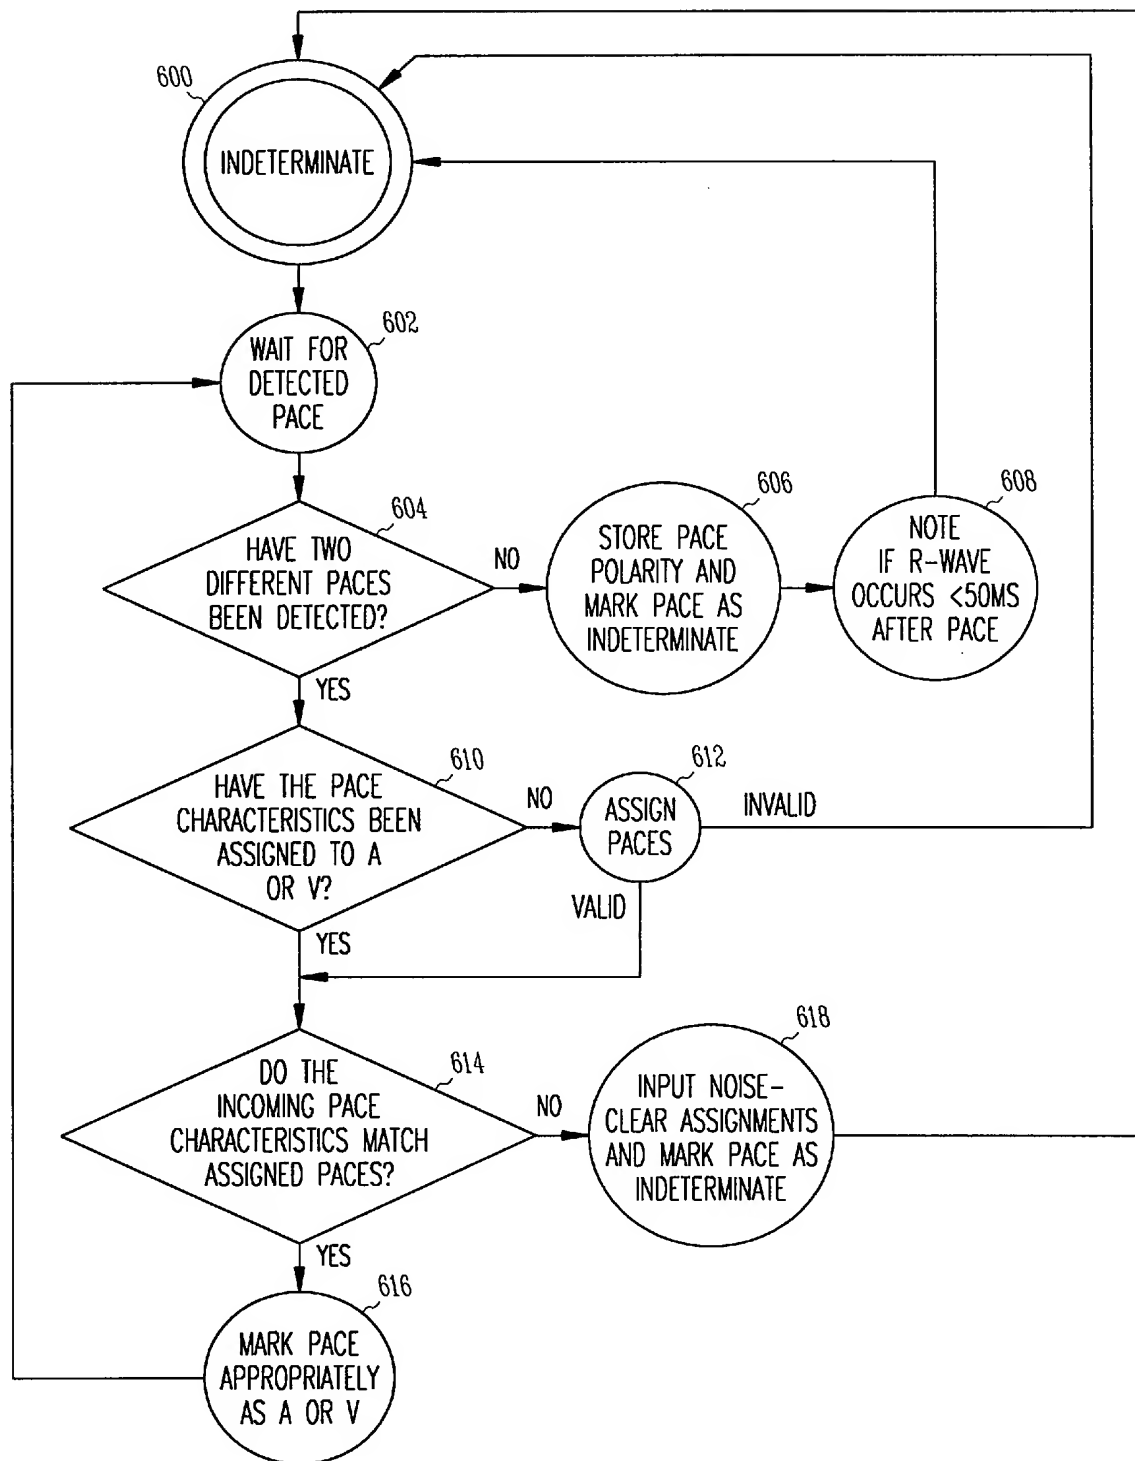 600
INDETERMINATE
602
WAIT FOR
DETECTED
PACE
604
HAVE TWO
DIFFERENT PACES
BEEN DETECTED?
NO
606
STORE PACE
POLARITY AND
MARK PACE AS
INDETERMINATE
608
NOTE
IF R-WAVE
OCCURS <50MS
AFTER PACE
YES
610
HAVE THE PACE
CHARACTERISTICS BEEN
ASSIGNED TO A
OR V?
NO
612
ASSIGN
PACES
INVALID
VALID
YES
614
DO THE
INCOMING PACE
CHARACTERISTICS MATCH
ASSIGNED PACES?
NO
618
INPUT NOISE-
CLEAR ASSIGNMENTS
AND MARK PACE AS
INDETERMINATE
YES
616
MARK PACE
APPROPRIATELY
AS A OR V